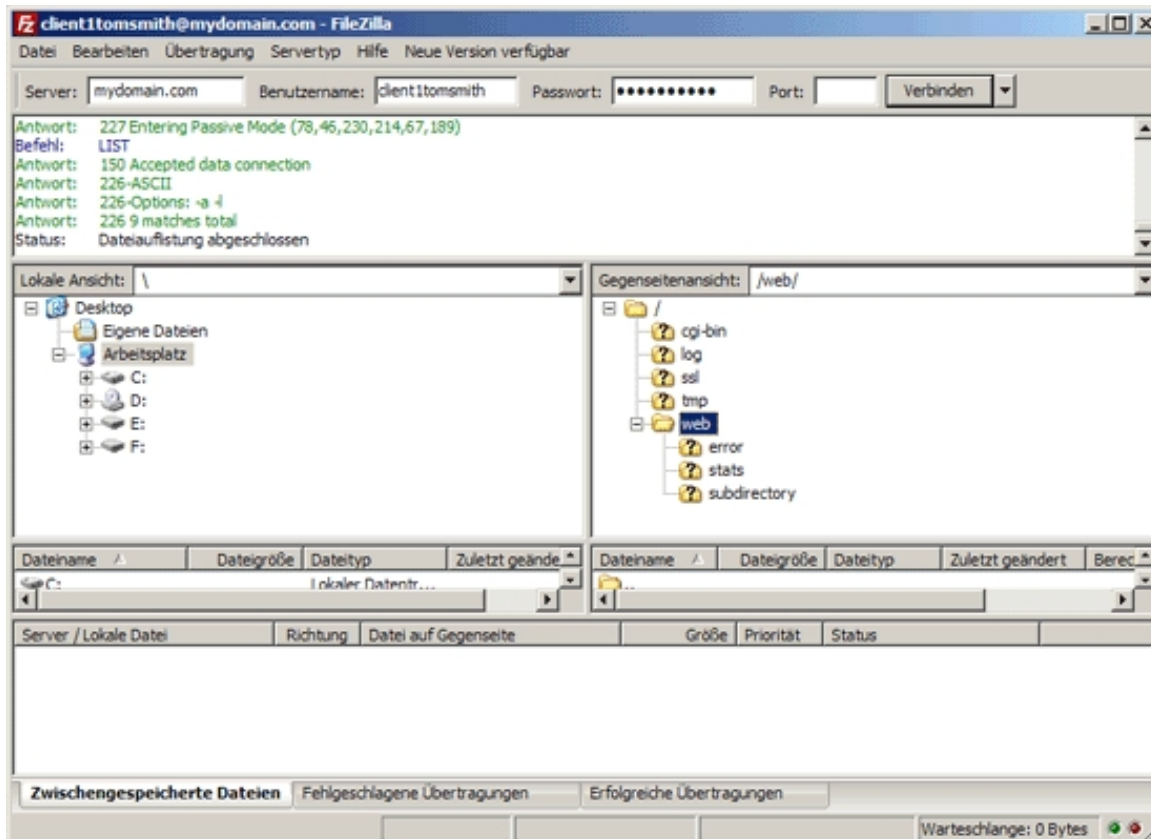 client1tomsmith@mydomain.com - FileZilla
Datei Bearbeiten Übertragung Servertyp Hilfe Neue Version verfügbar
Server: mydomain.com Benutzername: client1tomsmith Passwort: •••••••••• Port: Verbinden
Antwort: 227 Entering Passive Mode (78,46,230,214,67,189)
Befehl: LIST
Antwort: 150 Accepted data connection
Antwort: 226-ASCII
Antwort: 226-Options: -a -l
Antwort: 226 9 matches total
Status: Dateiauflistung abgeschlossen
Lokale Ansicht: \
Desktop
Eigene Dateien
Arbeitsplatz
C:
D:
E:
F:
Gegenseitenansicht: /web/
/
cgi-bin
log
ssl
tmp
web
error
stats
subdirectory
Dateiname Dateigröße Dateityp Zuletzt geände
C: Lokaler Datentr...
Dateiname Dateigröße Dateityp Zuletzt geändert Berec
..
Server / Lokale Datei Richtung Datei auf Gegenseite Größe Priorität Status
Zwischengespeicherte Dateien Fehlgeschlagene Übertragungen Erfolgreiche Übertragungen
Warteschlange: 0 Bytes